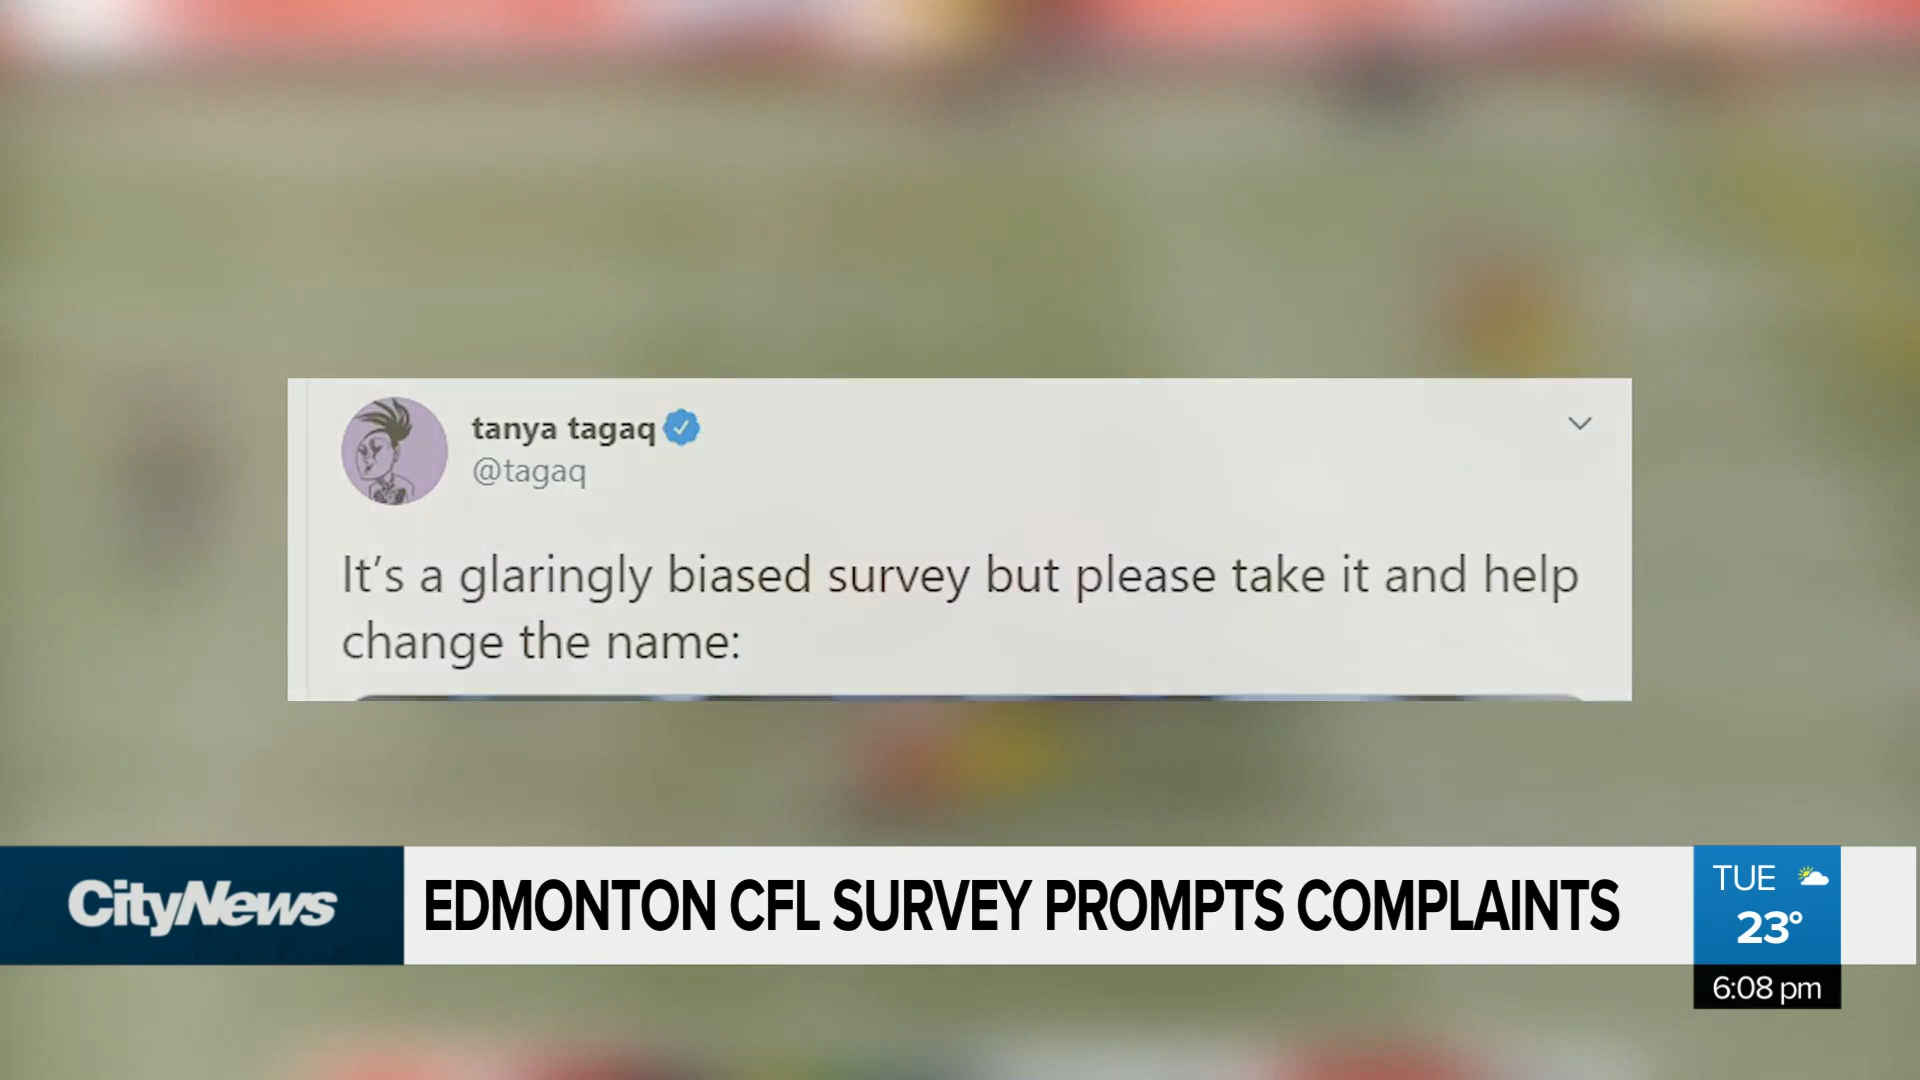 tanya tagaq
@tagaq
It's a glaringly biased survey but please take it and help
change the name:
CityNews
EDMONTON CFL SURVEY PROMPTS COMPLAINTS
TUE
23°
6:08 pm